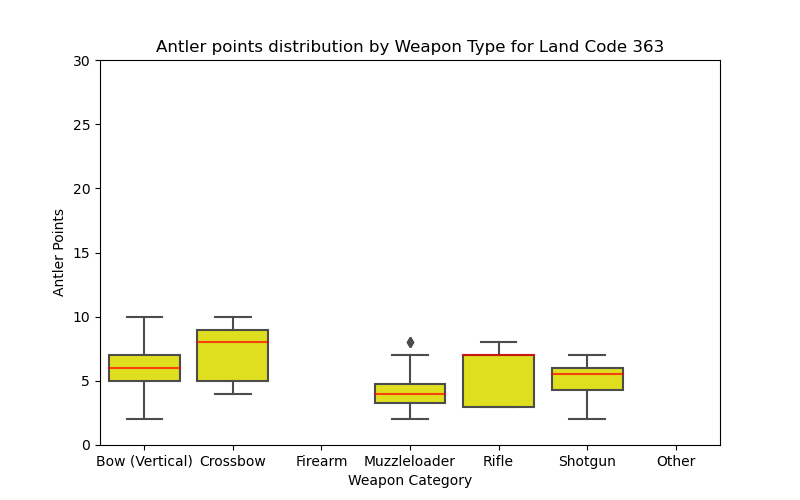 Antler points distribution by Weapon Type for Land Code 363
30
25
20
15
10
5
0
Antler Points
Bow (Vertical) Crossbow Firearm Muzzleloader Rifle Shotgun Other
Weapon Category